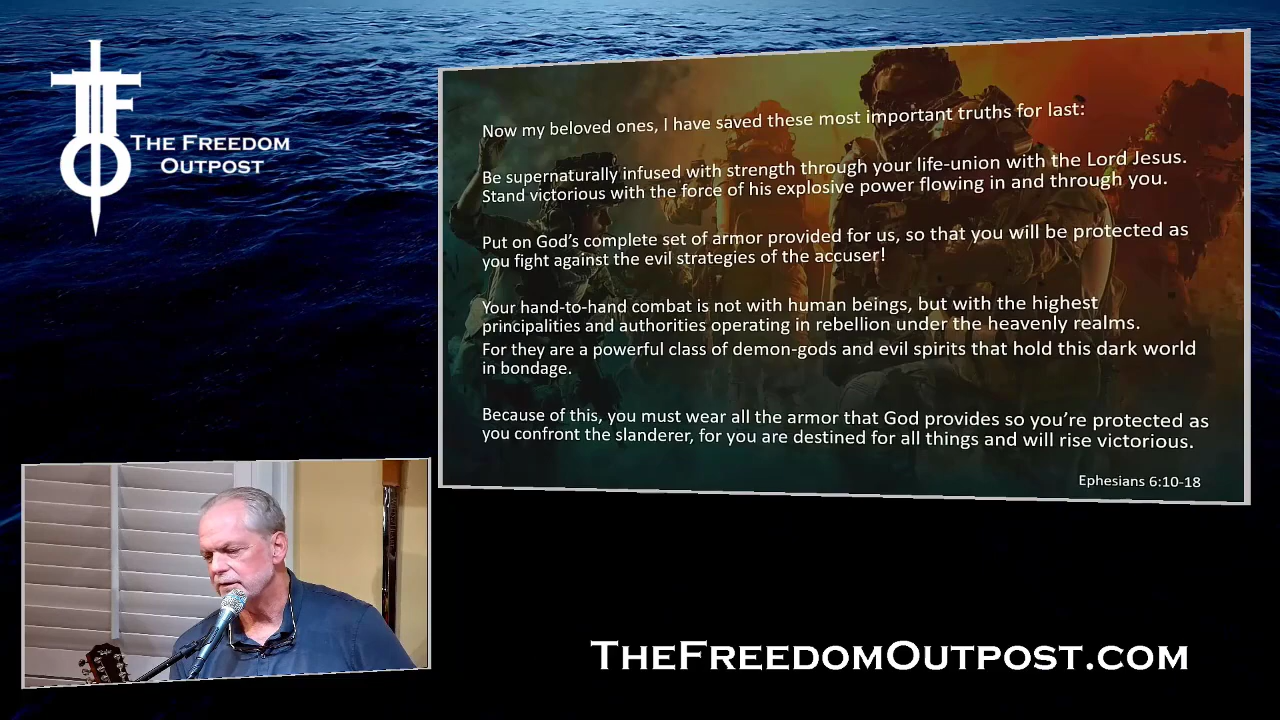 TF
THE FREEDOM
OUTPOST
Now my beloved ones, I have saved these most important truths for last:
Be supernaturally infused with strength through your life-union with the Lord Jesus.
Stand victorious with the force of his explosive power flowing in and through you.
Put on God's complete set of armor provided for us, so that you will be protected as
you fight against the evil strategies of the accuser!
Your hand-to-hand combat is not with human beings, but with the highest
principalities and authorities operating in rebellion under the heavenly realms.
For they are a powerful class of demon-gods and evil spirits that hold this dark world
in bondage.
Because of this, you must wear all the armor that God provides so you're protected as
you confront the slanderer, for you are destined for all things and will rise victorious.
Ephesians 6:10-18
THEFREEDOMOUTPOST.COM